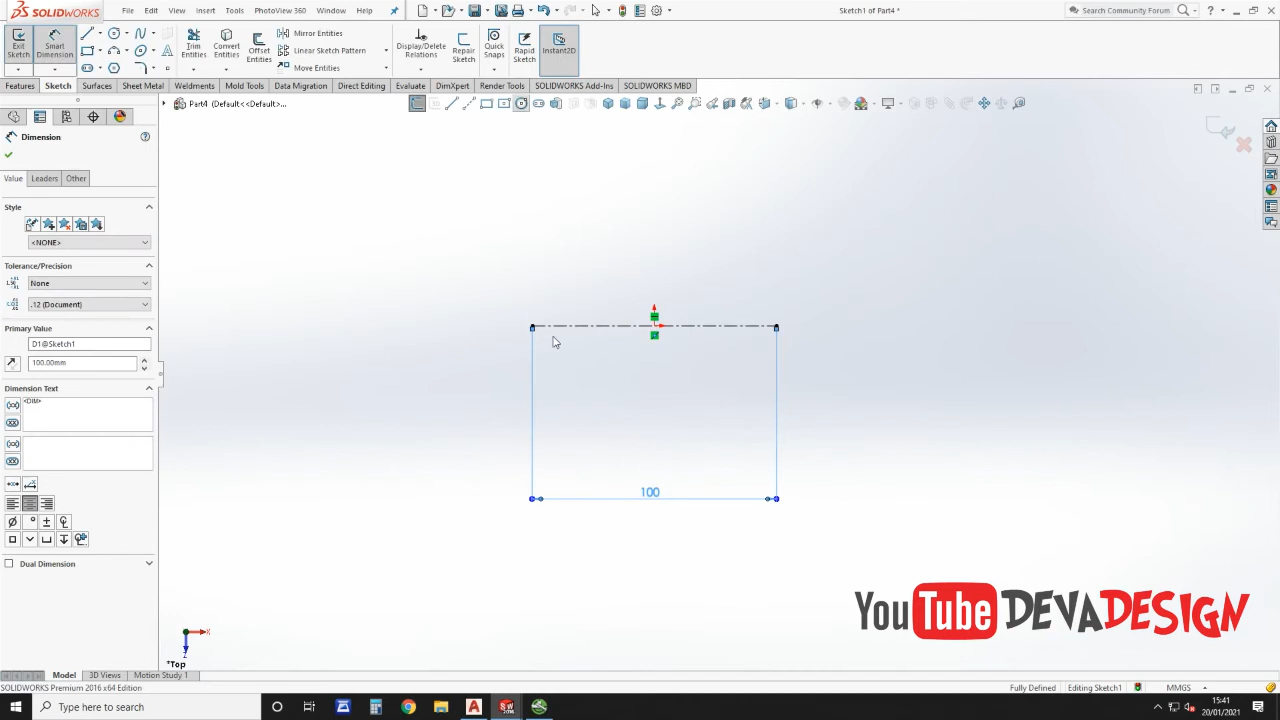 SOLIDWORKS
File Edit View Insert Tools PhotoView 360 Window Help
Sketch1 of Part4 *
Search Community Forum
Exit Sketch
Smart Dimension
Trim Entities
Convert Entities
Offset Entities
Mirror Entities
Linear Sketch Pattern
Move Entities
Display/Delete Relations
Repair Sketch
Quick Snaps
Rapid Sketch
Instant2D
Features Sketch Surfaces Sheet Metal Weldments Mold Tools Data Migration Direct Editing Evaluate DimXpert Render Tools SOLIDWORKS Add-Ins SOLIDWORKS MBD
Part4 (Default<<Default>...
Dimension
Value Leaders Other
Style
<NONE>
Tolerance/Precision
None
.12 (Document)
Primary Value
D1@Sketch1
100.00mm
Dimension Text
<DIM>
Dual Dimension
100
YouTube DEVADESIGN
X
Z
*Top
Model 3D Views Motion Study 1
SOLIDWORKS Premium 2016 x64 Edition
Fully Defined Editing Sketch1 MMGS
Type here to search
15:41
20/01/2021